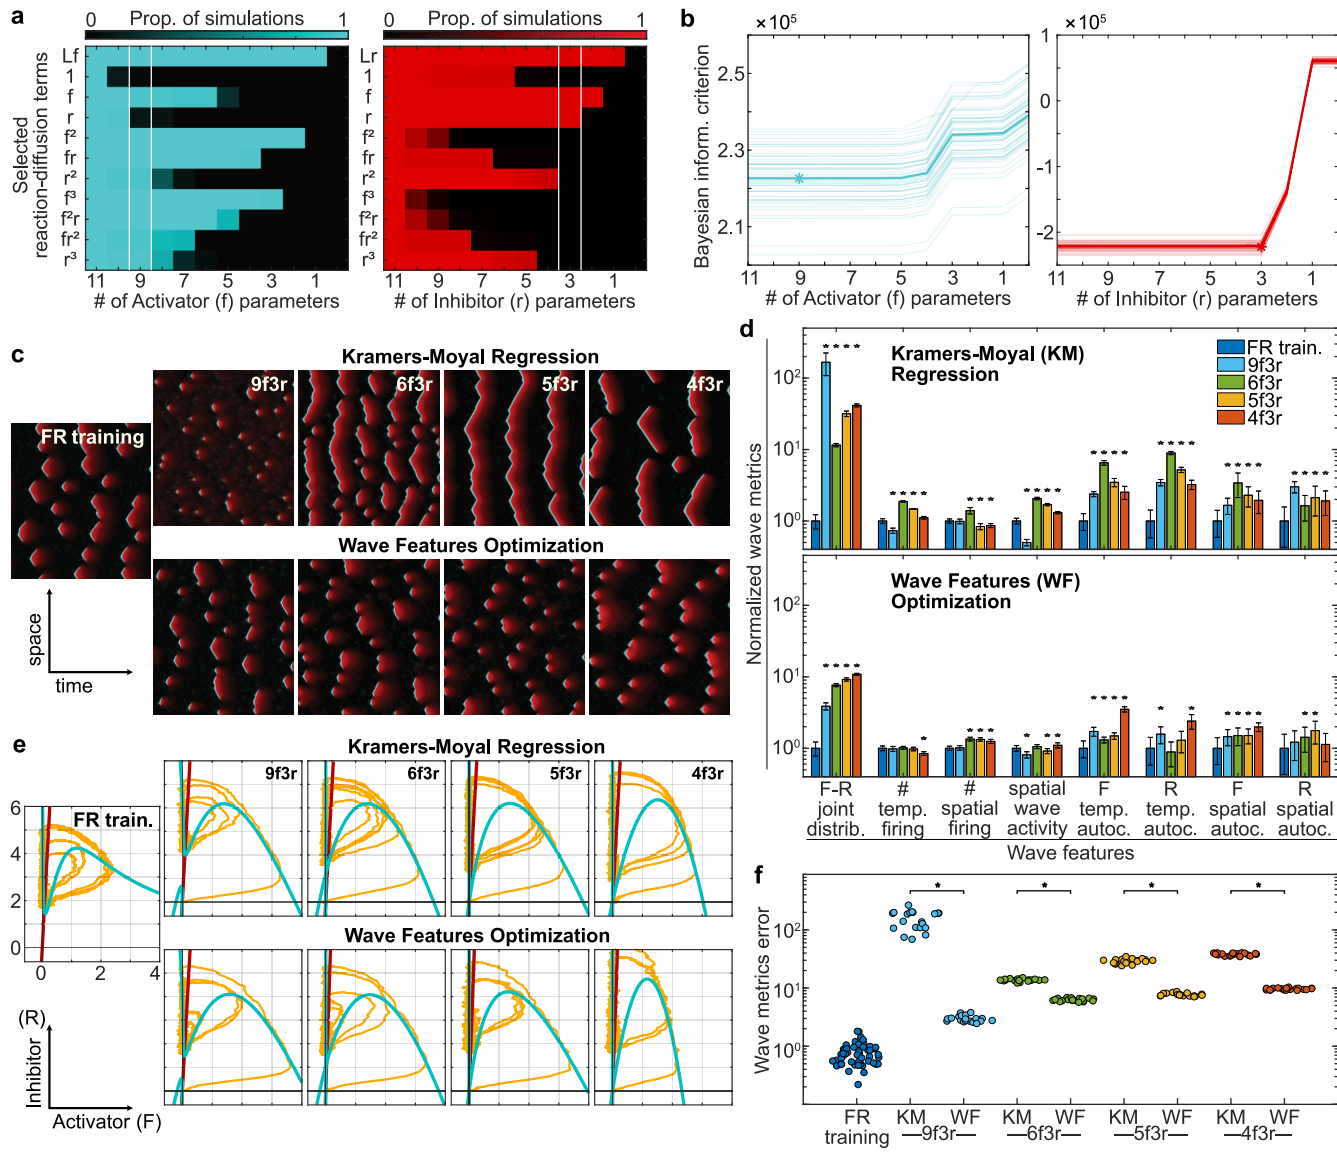 a
0 Prop. of simulations 1
0 Prop. of simulations 1
Selected
reaction-diffusion terms
Lf
1
f
r
f²
fr
r²
f³
f²r
fr²
r³
11 9 7 5 3 1
# of Activator (f) parameters
Lr
1
f
r
f²
fr
r²
f³
f²r
fr²
r³
11 9 7 5 3 1
# of Inhibitor (r) parameters
b
× 10⁵
Bayesian inform. criterion
2.5
2.3
2.1
11 9 7 5 3 1
# of Activator (f) parameters
× 10⁵
1
0
-1
-2
11 9 7 5 3 1
# of Inhibitor (r) parameters
c
Kramers-Moyal Regression
FR training
9f3r
6f3r
5f3r
4f3r
Wave Features Optimization
space
time
d
Normalized wave metrics
Kramers-Moyal (KM)
Regression
FR train.
9f3r
6f3r
5f3r
4f3r
10²
10¹
10⁰
* * * *
* * * *
* * *
* * * *
* * * *
* * * *
* * * *
* * * *
Wave Features (WF)
Optimization
10²
10¹
10⁰
* * * *
*
* * *
* * *
* * * *
* *
* * * *
* *
F-R
joint
distrib.
#
temp.
firing
#
spatial
firing
spatial
wave
activity
F
temp.
autoc.
R
temp.
autoc.
F
spatial
autoc.
R
spatial
autoc.
Wave features
e
Kramers-Moyal Regression
FR train.
6
4
2
0
0 2 4
9f3r
6f3r
5f3r
4f3r
Wave Features Optimization
(R)
Inhibitor
Activator (F)
f
Wave metrics error
10²
10¹
10⁰
* * * *
FR
training
KM WF
9f3r
KM WF
6f3r
KM WF
5f3r
KM WF
4f3r